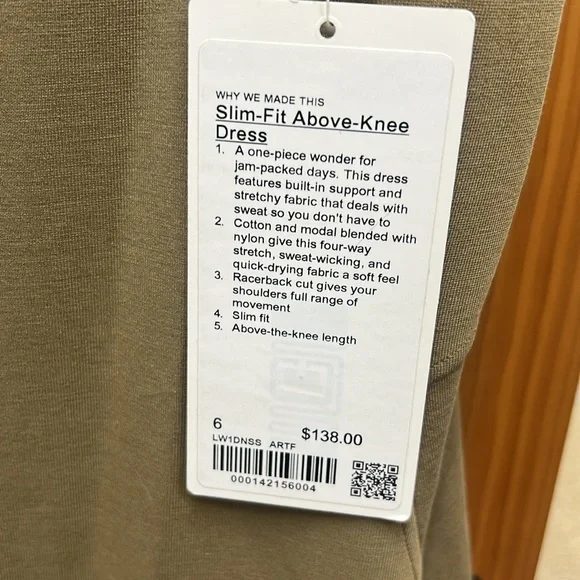 WHY WE MADE THIS
Slim-Fit Above-Knee
Dress
1. A one-piece wonder for
jam-packed days. This dress
features built-in support and
stretchy fabric that deals with
sweat so you don't have to
2. Cotton and modal blended with
nylon give this four-way
stretch, sweat-wicking, and
quick-drying fabric a soft feel
3. Racerback cut gives your
shoulders full range of
movement
4. Slim fit
5. Above-the-knee length
6 $138.00
LW1DNSS ARTF
000142156004